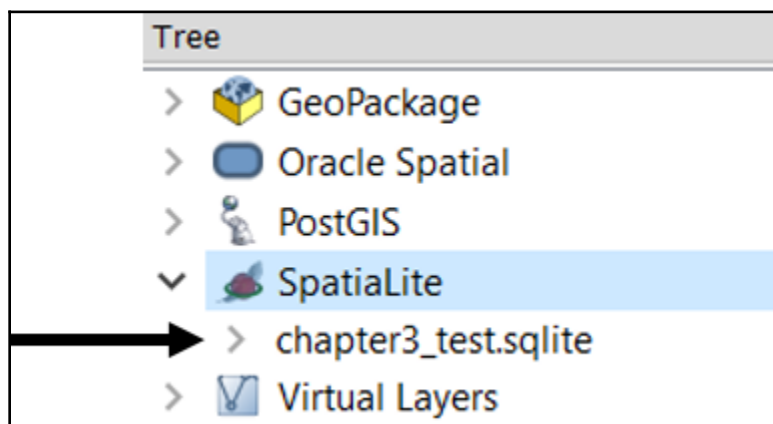 Tree
GeoPackage
Oracle Spatial
PostGIS
SpatiaLite
chapter3_test.sqlite
Virtual Layers